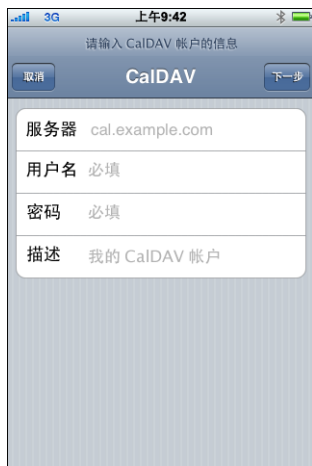 3G 上午9:42
请输入 CalDAV 帐户的信息
取消 CalDAV 下一步
服务器 cal.example.com
用户名 必填
密码 必填
描述 我的 CalDAV 帐户